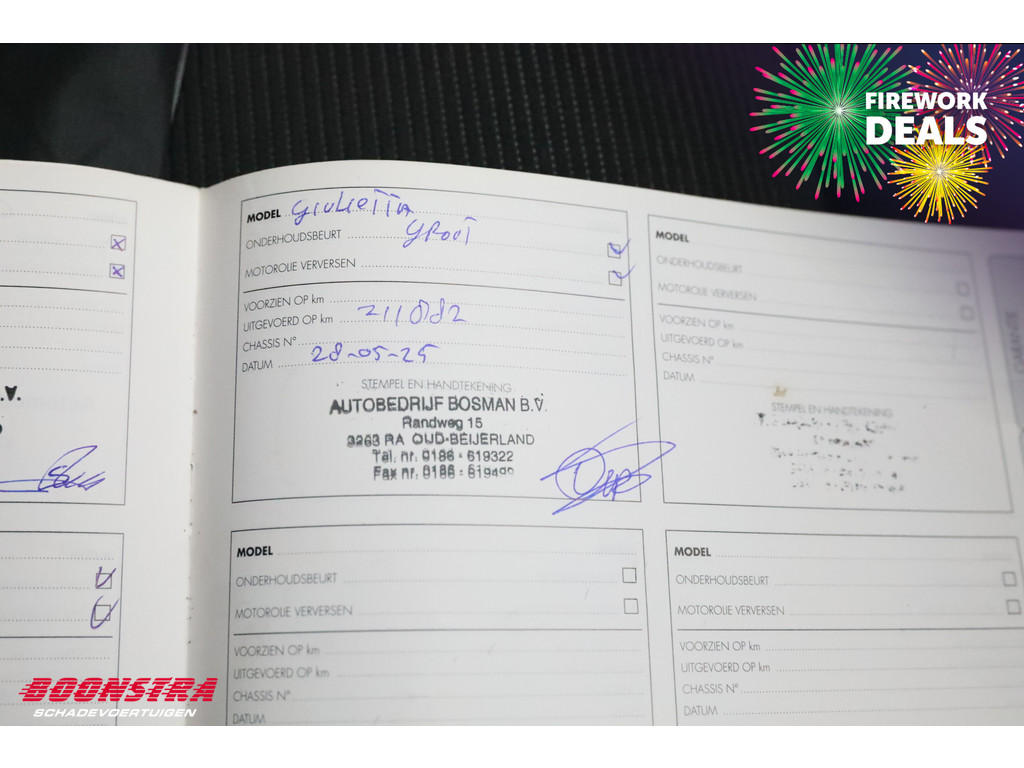 FIREWORK
DEALS
.V.
MODEL Giulietta
ONDERHOUDSBEURT Groot
MOTOROLIE VERVERSEN
VOORZIEN OP km
UITGEVOERD OP km 211082
CHASSIS N°
DATUM 28-05-25
STEMPEL EN HANDTEKENING
AUTOBEDRIJF BOSMAN B.V.
Randweg 15
3263 RA OUD-BEIJERLAND
Tel. nr. 0186 - 619322
Fax nr. 0186 -
MODEL
ONDERHOUDSBEURT
MOTOROLIE VERVERSEN
VOORZIEN OP km
UITGEVOERD OP km
CHASSIS N°
DATUM
STEMPEL EN HANDTEKENING
MODEL
ONDERHOUDSBEURT
MOTOROLIE VERVERSEN
VOORZIEN OP km
UITGEVOERD OP km
CHASSIS N°
DATUM
MODEL
ONDERHOUDSBEURT
MOTOROLIE VERVERSEN
VOORZIEN OP km
UITGEVOERD OP km
CHASSIS N°
DATUM
BOONSTRA
SCHADEVOERTUIGEN